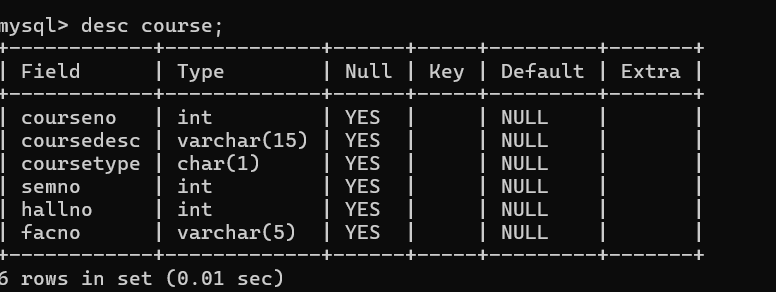 mysql> desc course;
+------------+-------------+------+-----+---------+-------+
| Field      | Type        | Null | Key | Default | Extra |
+------------+-------------+------+-----+---------+-------+
| courseno   | int         | YES  |     | NULL    |       |
| coursedesc | varchar(15) | YES  |     | NULL    |       |
| coursetype | char(1)     | YES  |     | NULL    |       |
| semno      | int         | YES  |     | NULL    |       |
| hallno     | int         | YES  |     | NULL    |       |
| facno      | varchar(5)  | YES  |     | NULL    |       |
+------------+-------------+------+-----+---------+-------+
6 rows in set (0.01 sec)